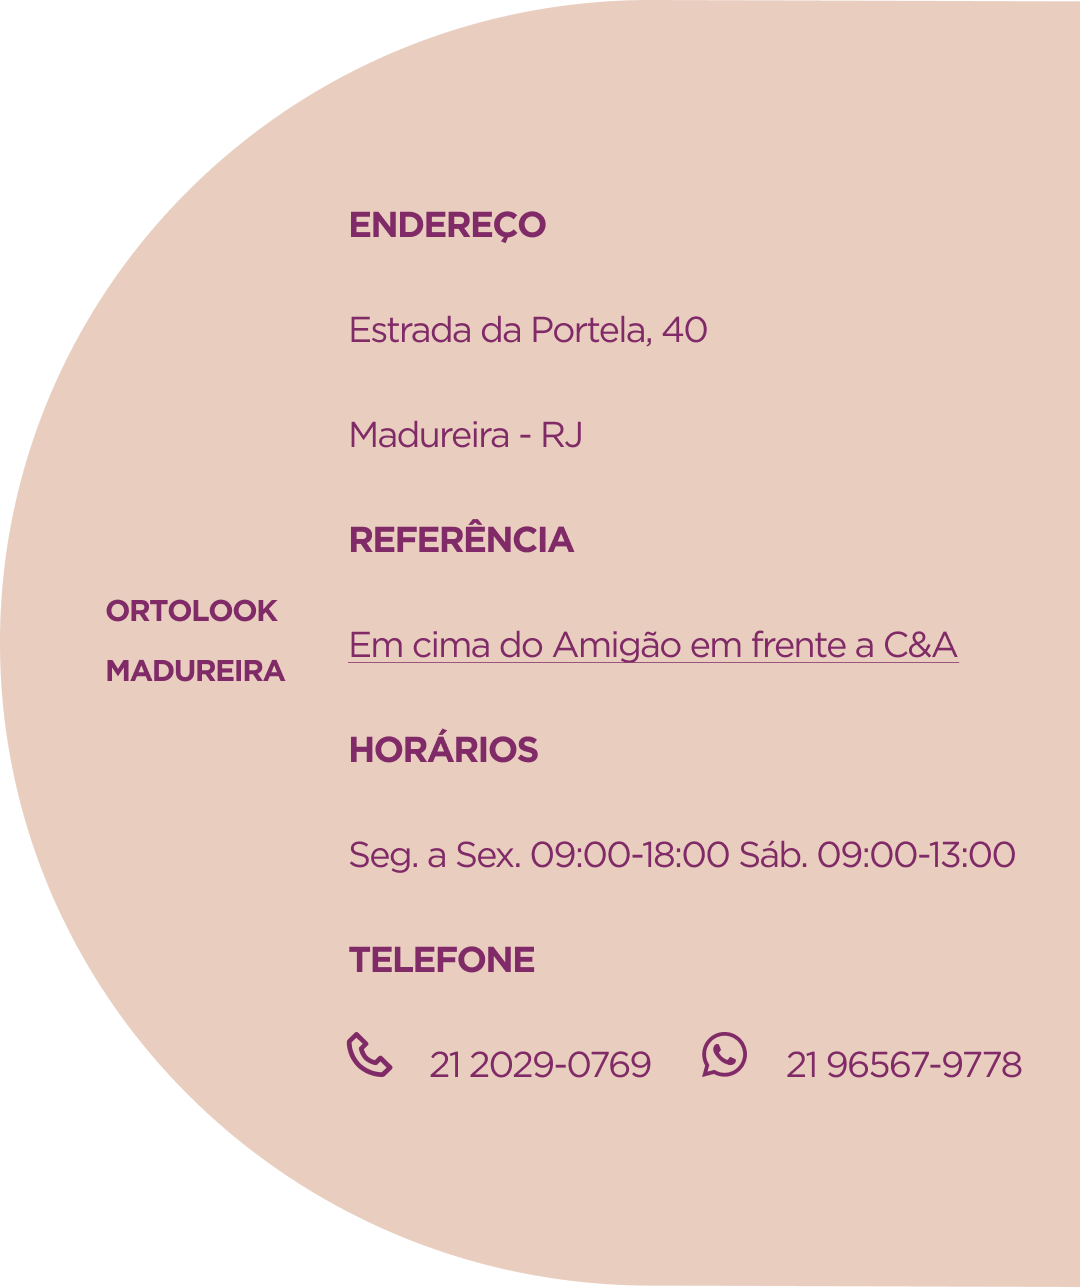 ORTOLOOK
MADUREIRA
ENDEREÇO
Estrada da Portela, 40
Madureira - RJ
REFERÊNCIA
Em cima do Amigão em frente a C&A
HORÁRIOS
Seg. a Sex. 09:00-18:00 Sáb. 09:00-13:00
TELEFONE
21 2029-0769 21 96567-9778